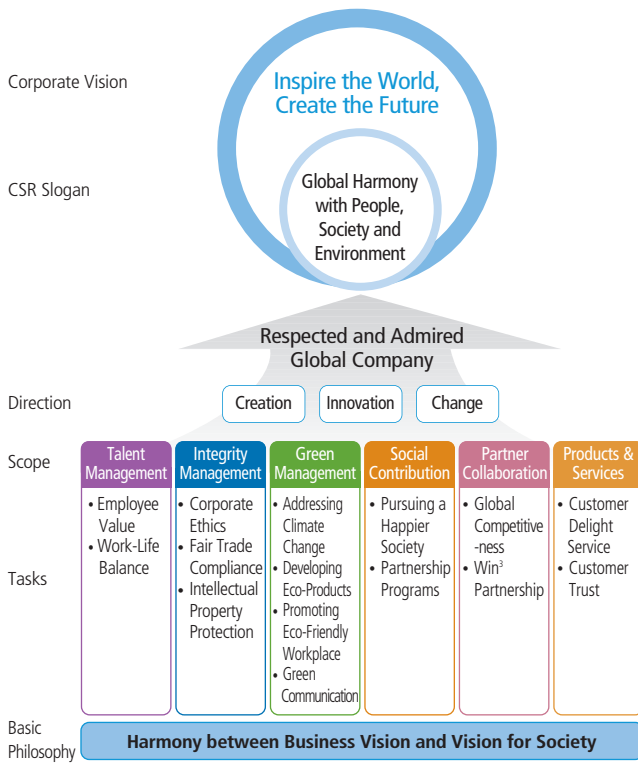 Corporate Vision
Inspire the World,
Create the Future
CSR Slogan
Global Harmony
with People,
Society and
Environment
Respected and Admired
Global Company
Direction
Creation
Innovation
Change
Scope
Talent
Management
Integrity
Management
Green
Management
Social
Contribution
Partner
Collaboration
Products &
Services
Tasks
• Employee
Value
• Work-Life
Balance
• Corporate
Ethics
• Fair Trade
Compliance
• Intellectual
Property
Protection
• Addressing
Climate
Change
• Developing
Eco-Products
• Promoting
Eco-Friendly
Workplace
• Green
Communication
• Pursuing a
Happier
Society
• Partnership
Programs
• Global
Competitive
-ness
• Win³
Partnership
• Customer
Delight
Service
• Customer
Trust
Basic
Philosophy
Harmony between Business Vision and Vision for Society